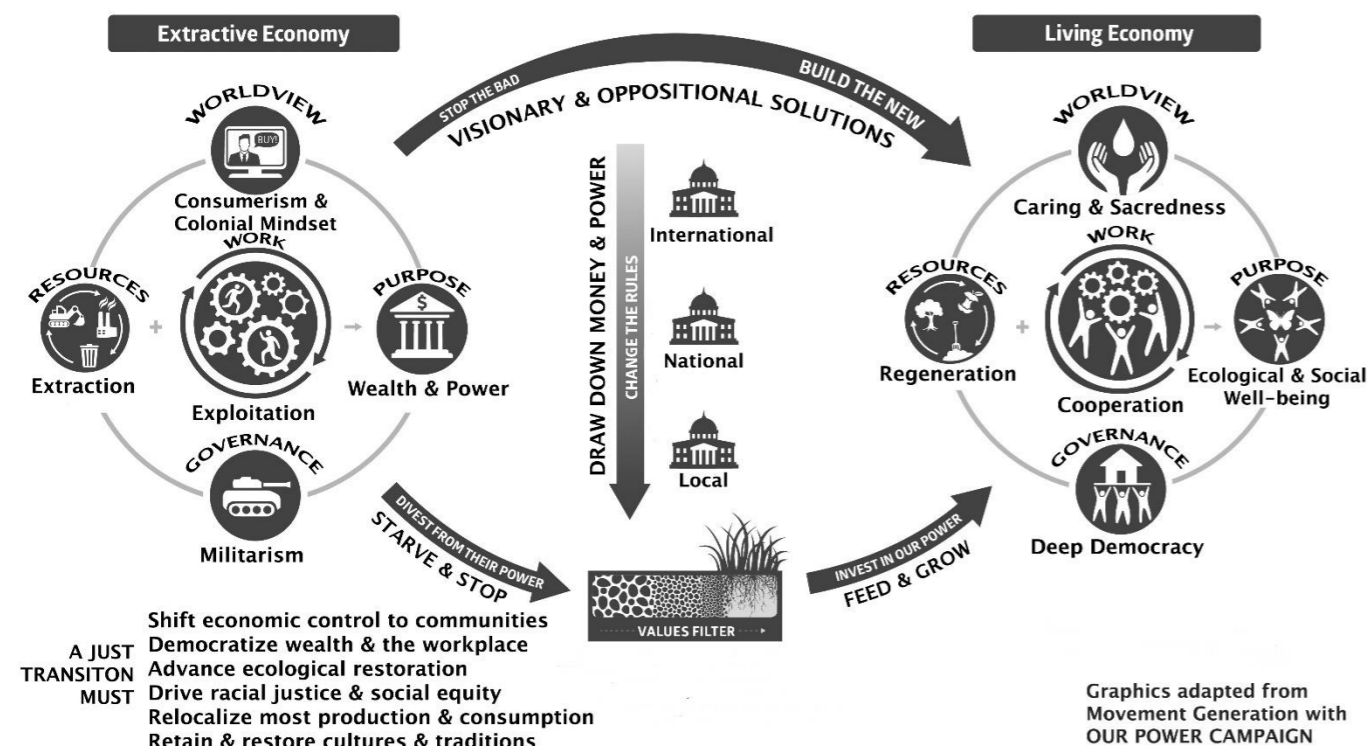 Extractive Economy
WORLDVIEW
BUY!
Consumerism &
Colonial Mindset
WORK
RESOURCES
PURPOSE
$
+
Extraction
Exploitation
Wealth & Power
GOVERNANCE
Militarism
STOP THE BAD
BUILD THE NEW
VISIONARY & OPPOSITIONAL SOLUTIONS
DRAW DOWN MONEY & POWER
CHANGE THE RULES
International
National
Local
DIVEST FROM THEIR POWER
STARVE & STOP
VALUES FILTER
INVEST IN OUR POWER
FEED & GROW
Living Economy
WORLDVIEW
Caring & Sacredness
WORK
RESOURCES
PURPOSE
+
Regeneration
Cooperation
Ecological & Social
Well-being
GOVERNANCE
Deep Democracy
A JUST
TRANSITON
MUST
Shift economic control to communities
Democratize wealth & the workplace
Advance ecological restoration
Drive racial justice & social equity
Relocalize most production & consumption
Retain & restore cultures & traditions
Graphics adapted from
Movement Generation with
OUR POWER CAMPAIGN